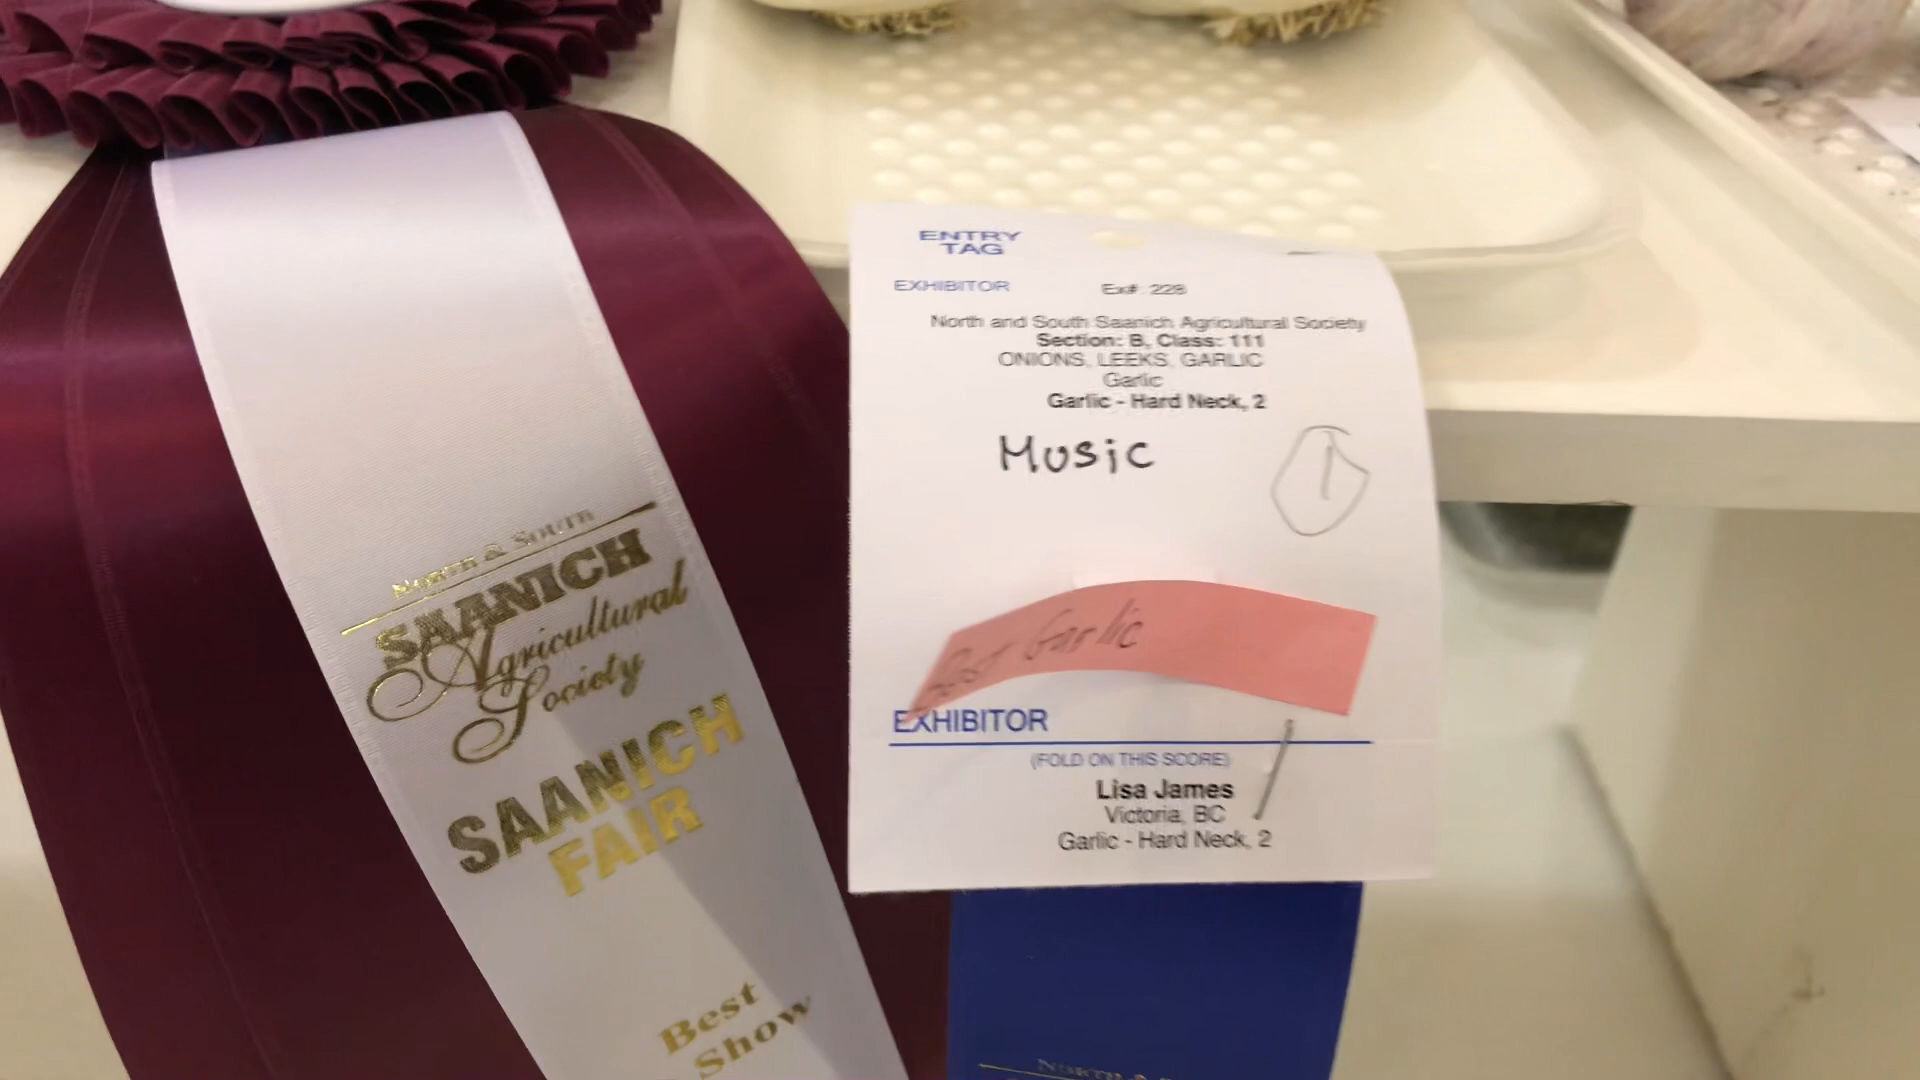 North & South
SAANICH
Agricultural
Society
SAANICH
FAIR
Best
Show
ENTRY
TAG
EXHIBITOR Ex#: 228
North and South Saanich Agricultural Society
Section: B, Class: 111
ONIONS, LEEKS, GARLIC
Garlic
Garlic - Hard Neck, 2
Music
1
Best Garlic
EXHIBITOR
(FOLD ON THIS SCORE)
Lisa James
Victoria, BC
Garlic - Hard Neck, 2